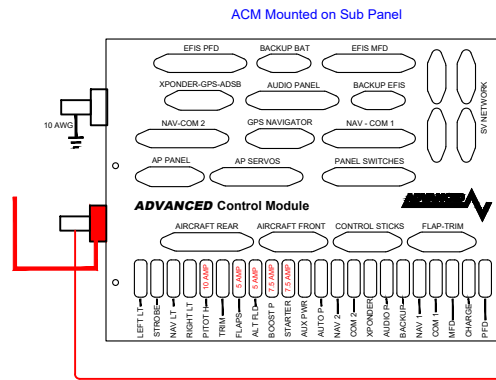 ACM Mounted on Sub Panel
EFIS PFD
BACKUP BAT
EFIS MFD
XPONDER-GPS-ADSB
AUDIO PANEL
BACKUP EFIS
SV NETWORK
10 AWG
NAV-COM 2
GPS NAVIGATOR
NAV - COM 1
AP PANEL
AP SERVOS
PANEL SWITCHES
ADVANCED Control Module
ADVANCED
AIRCRAFT REAR
AIRCRAFT FRONT
CONTROL STICKS
FLAP-TRIM
10 AMP
5 AMP
5 AMP
7.5 AMP
7.5 AMP
LEFT LT
STROBE
NAV LT
RIGHT LT
PITOT H
TRIM
FLAPS
ALT FLD
BOOST P
STARTER
AUX PWR
AUTO P
NAV 2
COM 2
XPONDER
AUDIO P
BACKUP
NAV 1
COM 1
MFD
CHARGE
PFD